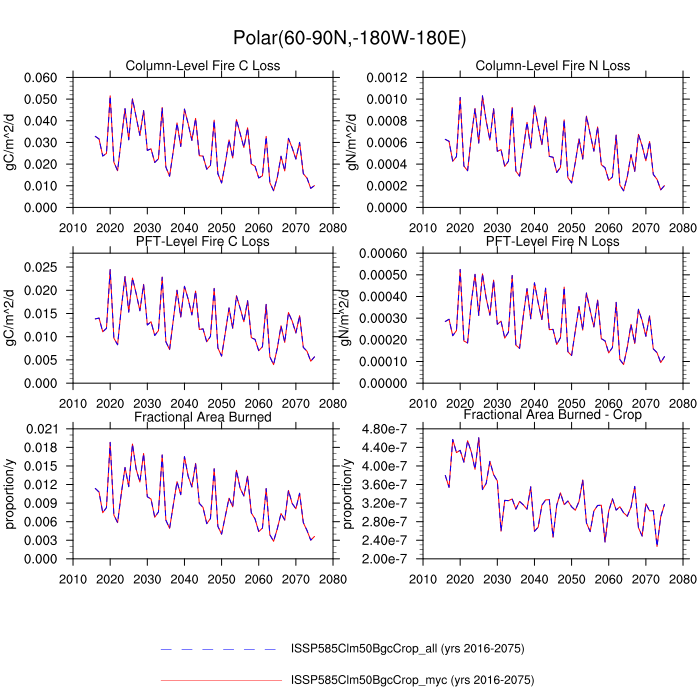 Polar(60-90N,-180W-180E)
Column-Level Fire C Loss
gC/m^2/d
0.060
0.050
0.040
0.030
0.020
0.010
0.000
2010 2020 2030 2040 2050 2060 2070 2080
Column-Level Fire N Loss
gN/m^2/d
0.0012
0.0010
0.0008
0.0006
0.0004
0.0002
0.0000
2010 2020 2030 2040 2050 2060 2070 2080
PFT-Level Fire C Loss
gC/m^2/d
0.025
0.020
0.015
0.010
0.005
0.000
2010 2020 2030 2040 2050 2060 2070 2080
PFT-Level Fire N Loss
gN/m^2/d
0.00060
0.00050
0.00040
0.00030
0.00020
0.00010
0.00000
2010 2020 2030 2040 2050 2060 2070 2080
Fractional Area Burned
proportion/y
0.021
0.018
0.015
0.012
0.009
0.006
0.003
0.000
2010 2020 2030 2040 2050 2060 2070 2080
Fractional Area Burned - Crop
proportion/y
4.80e-7
4.40e-7
4.00e-7
3.60e-7
3.20e-7
2.80e-7
2.40e-7
2.00e-7
2010 2020 2030 2040 2050 2060 2070 2080
ISSP585Clm50BgcCrop_all (yrs 2016-2075)
ISSP585Clm50BgcCrop_myc (yrs 2016-2075)